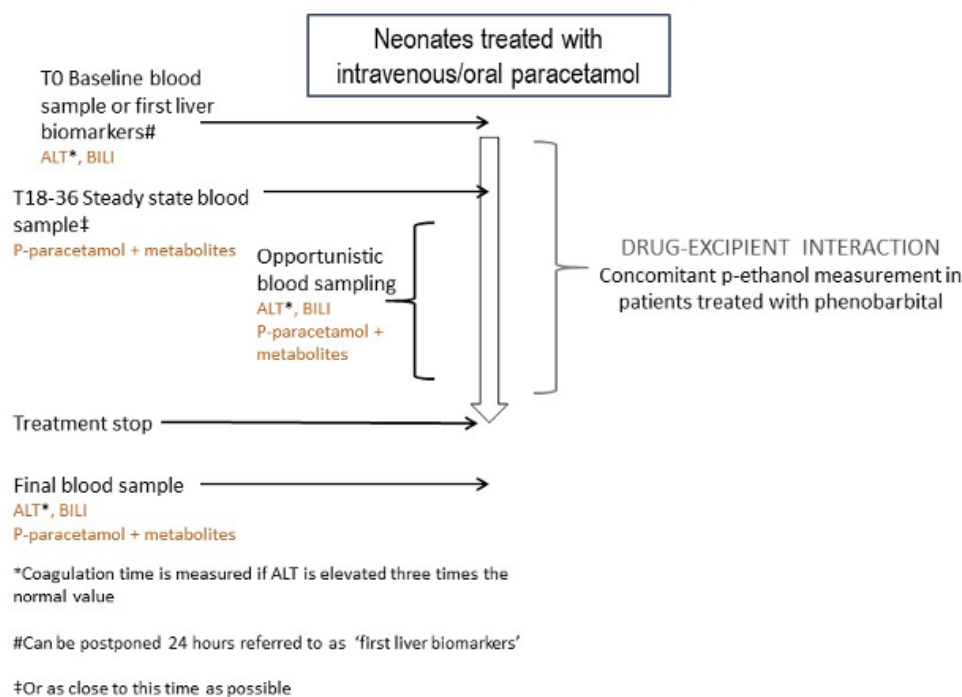 Neonates treated with
intravenous/oral paracetamol
T0 Baseline blood
sample or first liver
biomarkers#
ALT*, BILI
T18-36 Steady state blood
sample‡
P-paracetamol + metabolites
Opportunistic
blood sampling
ALT*, BILI
P-paracetamol +
metabolites
DRUG-EXCIPIENT INTERACTION
Concomitant p-ethanol measurement in
patients treated with phenobarbital
Treatment stop
Final blood sample
ALT*, BILI
P-paracetamol + metabolites
*Coagulation time is measured if ALT is elevated three times the
normal value
#Can be postponed 24 hours referred to as ‘first liver biomarkers’
‡Or as close to this time as possible